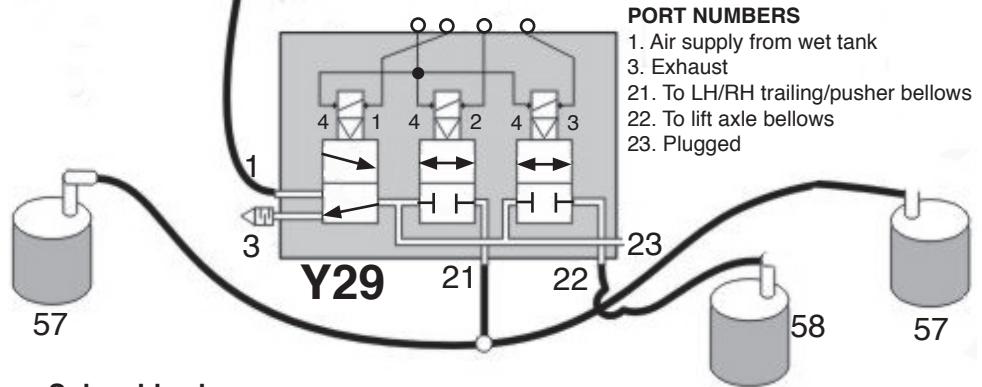 PORT NUMBERS
1. Air supply from wet tank
3. Exhaust
21. To LH/RH trailing/pusher bellows
22. To lift axle bellows
23. Plugged
4 1 4 2 4 3
1
3
23
Y29
21
22
57
58
57